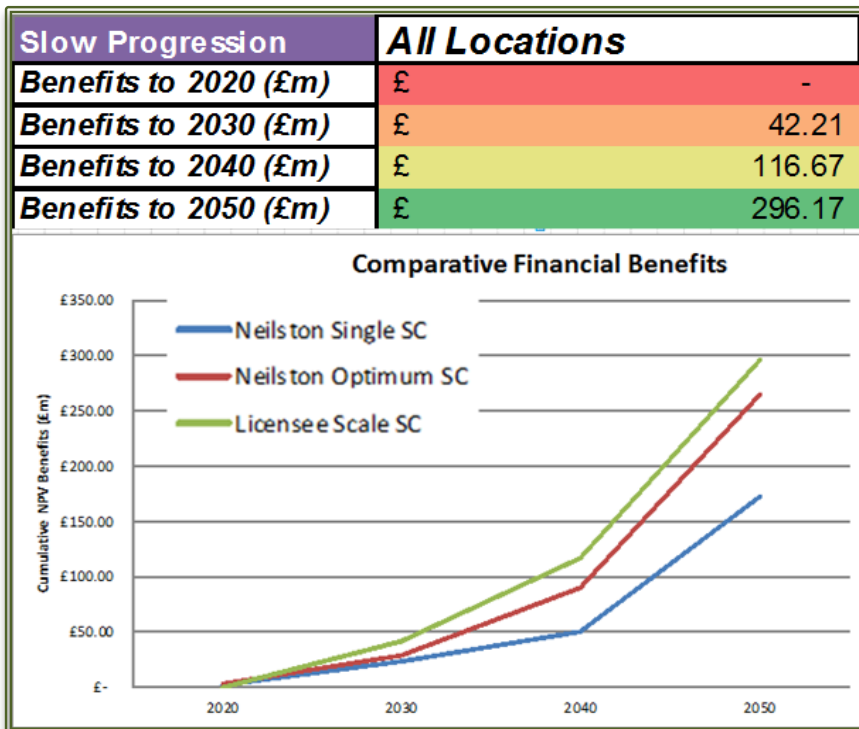 Slow Progression All Locations
Benefits to 2020 (£m) £ -
Benefits to 2030 (£m) £ 42.21
Benefits to 2040 (£m) £ 116.67
Benefits to 2050 (£m) £ 296.17
Comparative Financial Benefits
£350.00
£300.00
£250.00
£200.00
£150.00
£100.00
£50.00
£-
Cumulative NPV Benefits (£m)
Neilston Single SC
Neilston Optimum SC
Licensee Scale SC
2020 2030 2040 2050